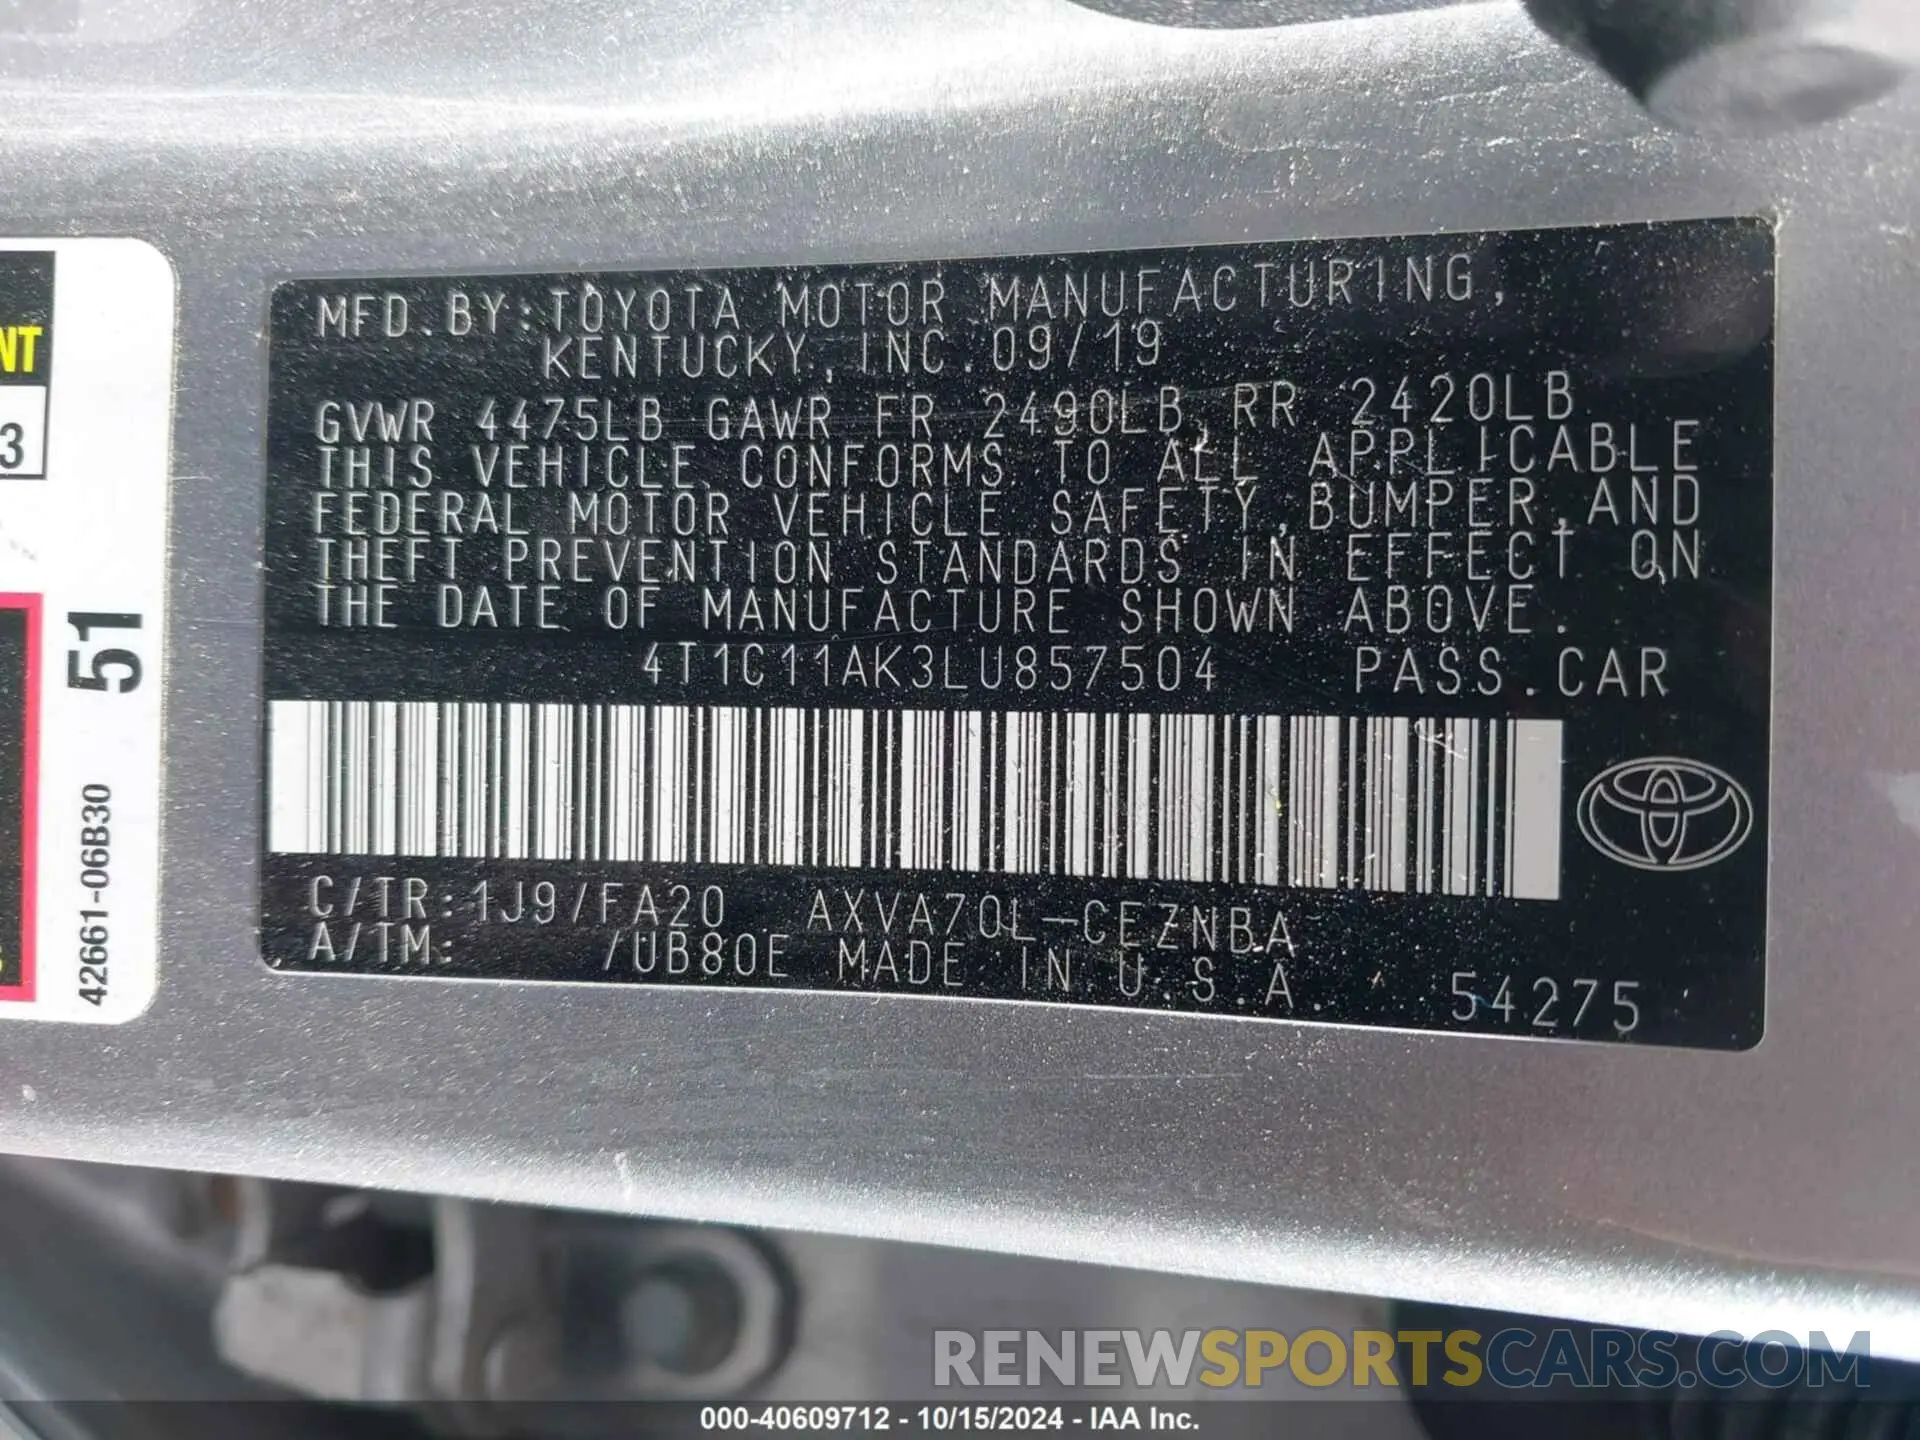 MFD.BY:TOYOTA MOTOR MANUFACTURING,
KENTUCKY,INC.09/19
GVWR 4475LB GAWR FR 2490LB RR 2420LB
THIS VEHICLE CONFORMS TO ALL APPLICABLE
FEDERAL MOTOR VEHICLE SAFETY,BUMPER,AND
THEFT PREVENTION STANDARDS IN EFFECT ON
THE DATE OF MANUFACTURE SHOWN ABOVE.
4T1C11AK3LU857504 PASS.CAR
C/TR:1J9/FA20 AXVA70L-CEZNBA
A/TM: /UB80E MADE IN U.S.A. 54275
NT
3
51
42661-06B30
RENEWSPORTSCARS.COM
000-40609712 - 10/15/2024 - IAA Inc.